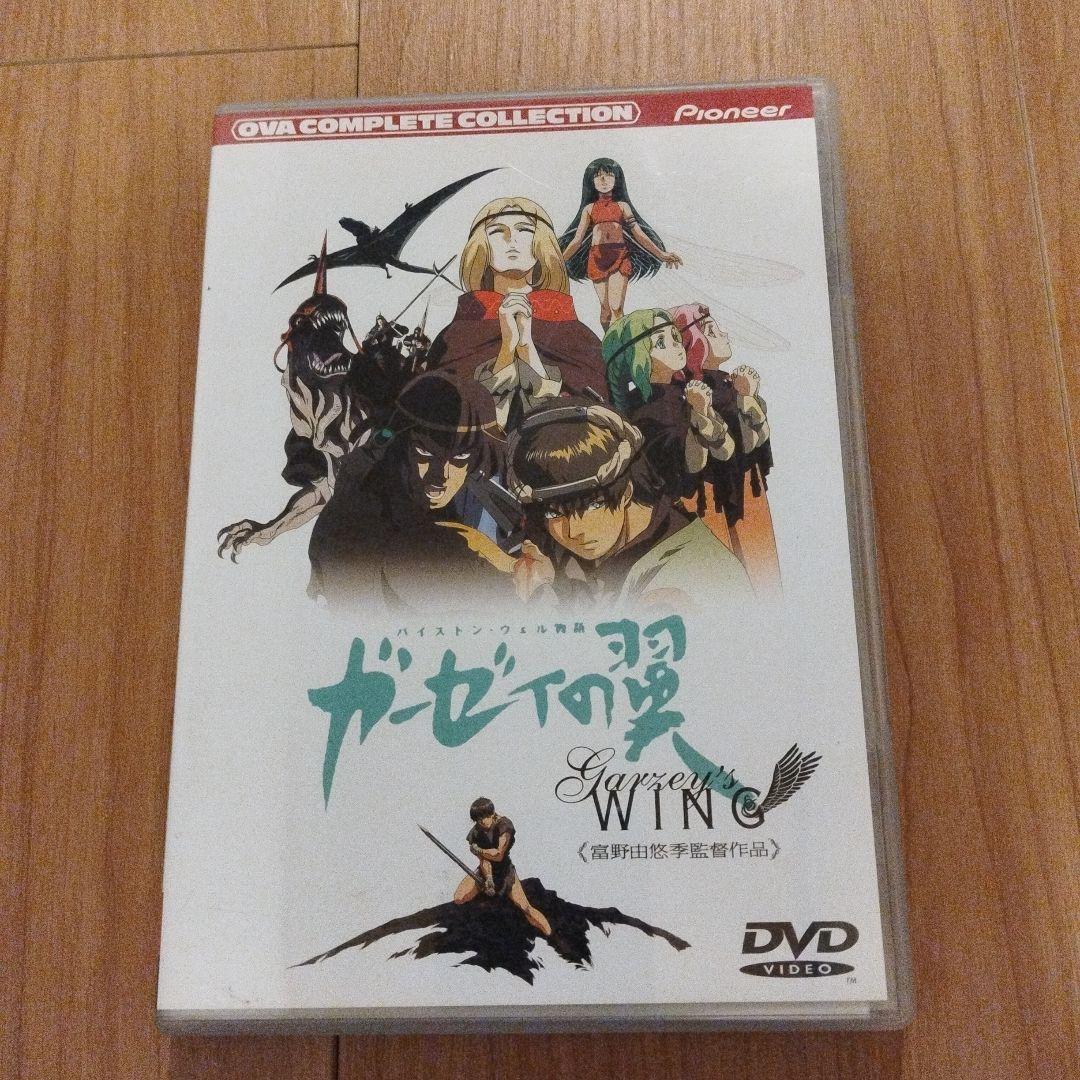 OVA COMPLETE COLLECTION Pioneer
バイストン・ウェル物語
ガーゼィの翼
Garzey's
WING
《富野由悠季監督作品》
DVD
VIDEO
TM